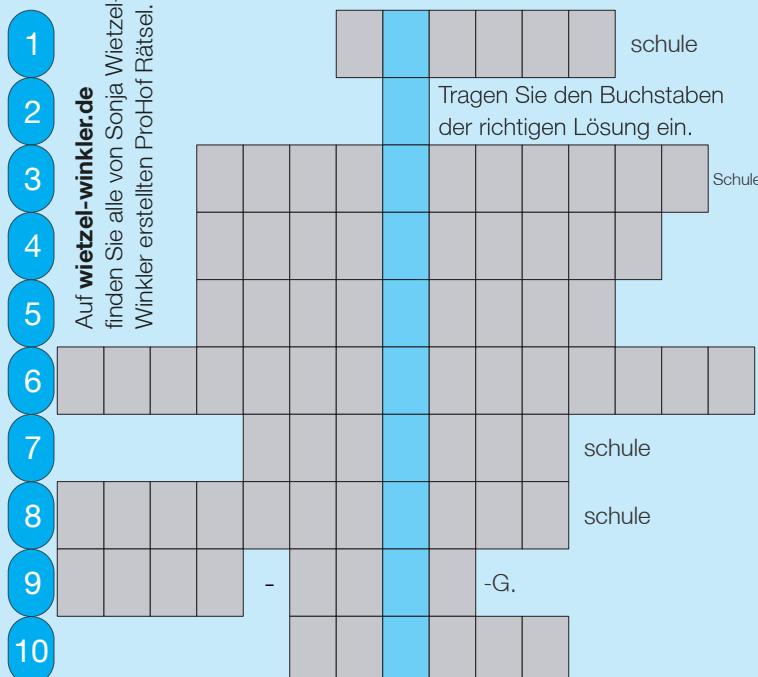 1
schule
2
Tragen Sie den Buchstaben
der richtigen Lösung ein.
3
Schule
4
5
Auf wietzel-winkler.de
finden Sie alle von Sonja Wietzel-
Winkler erstellten ProHof Rätsel.
6
7
schule
8
schule
9
-
-G.
10